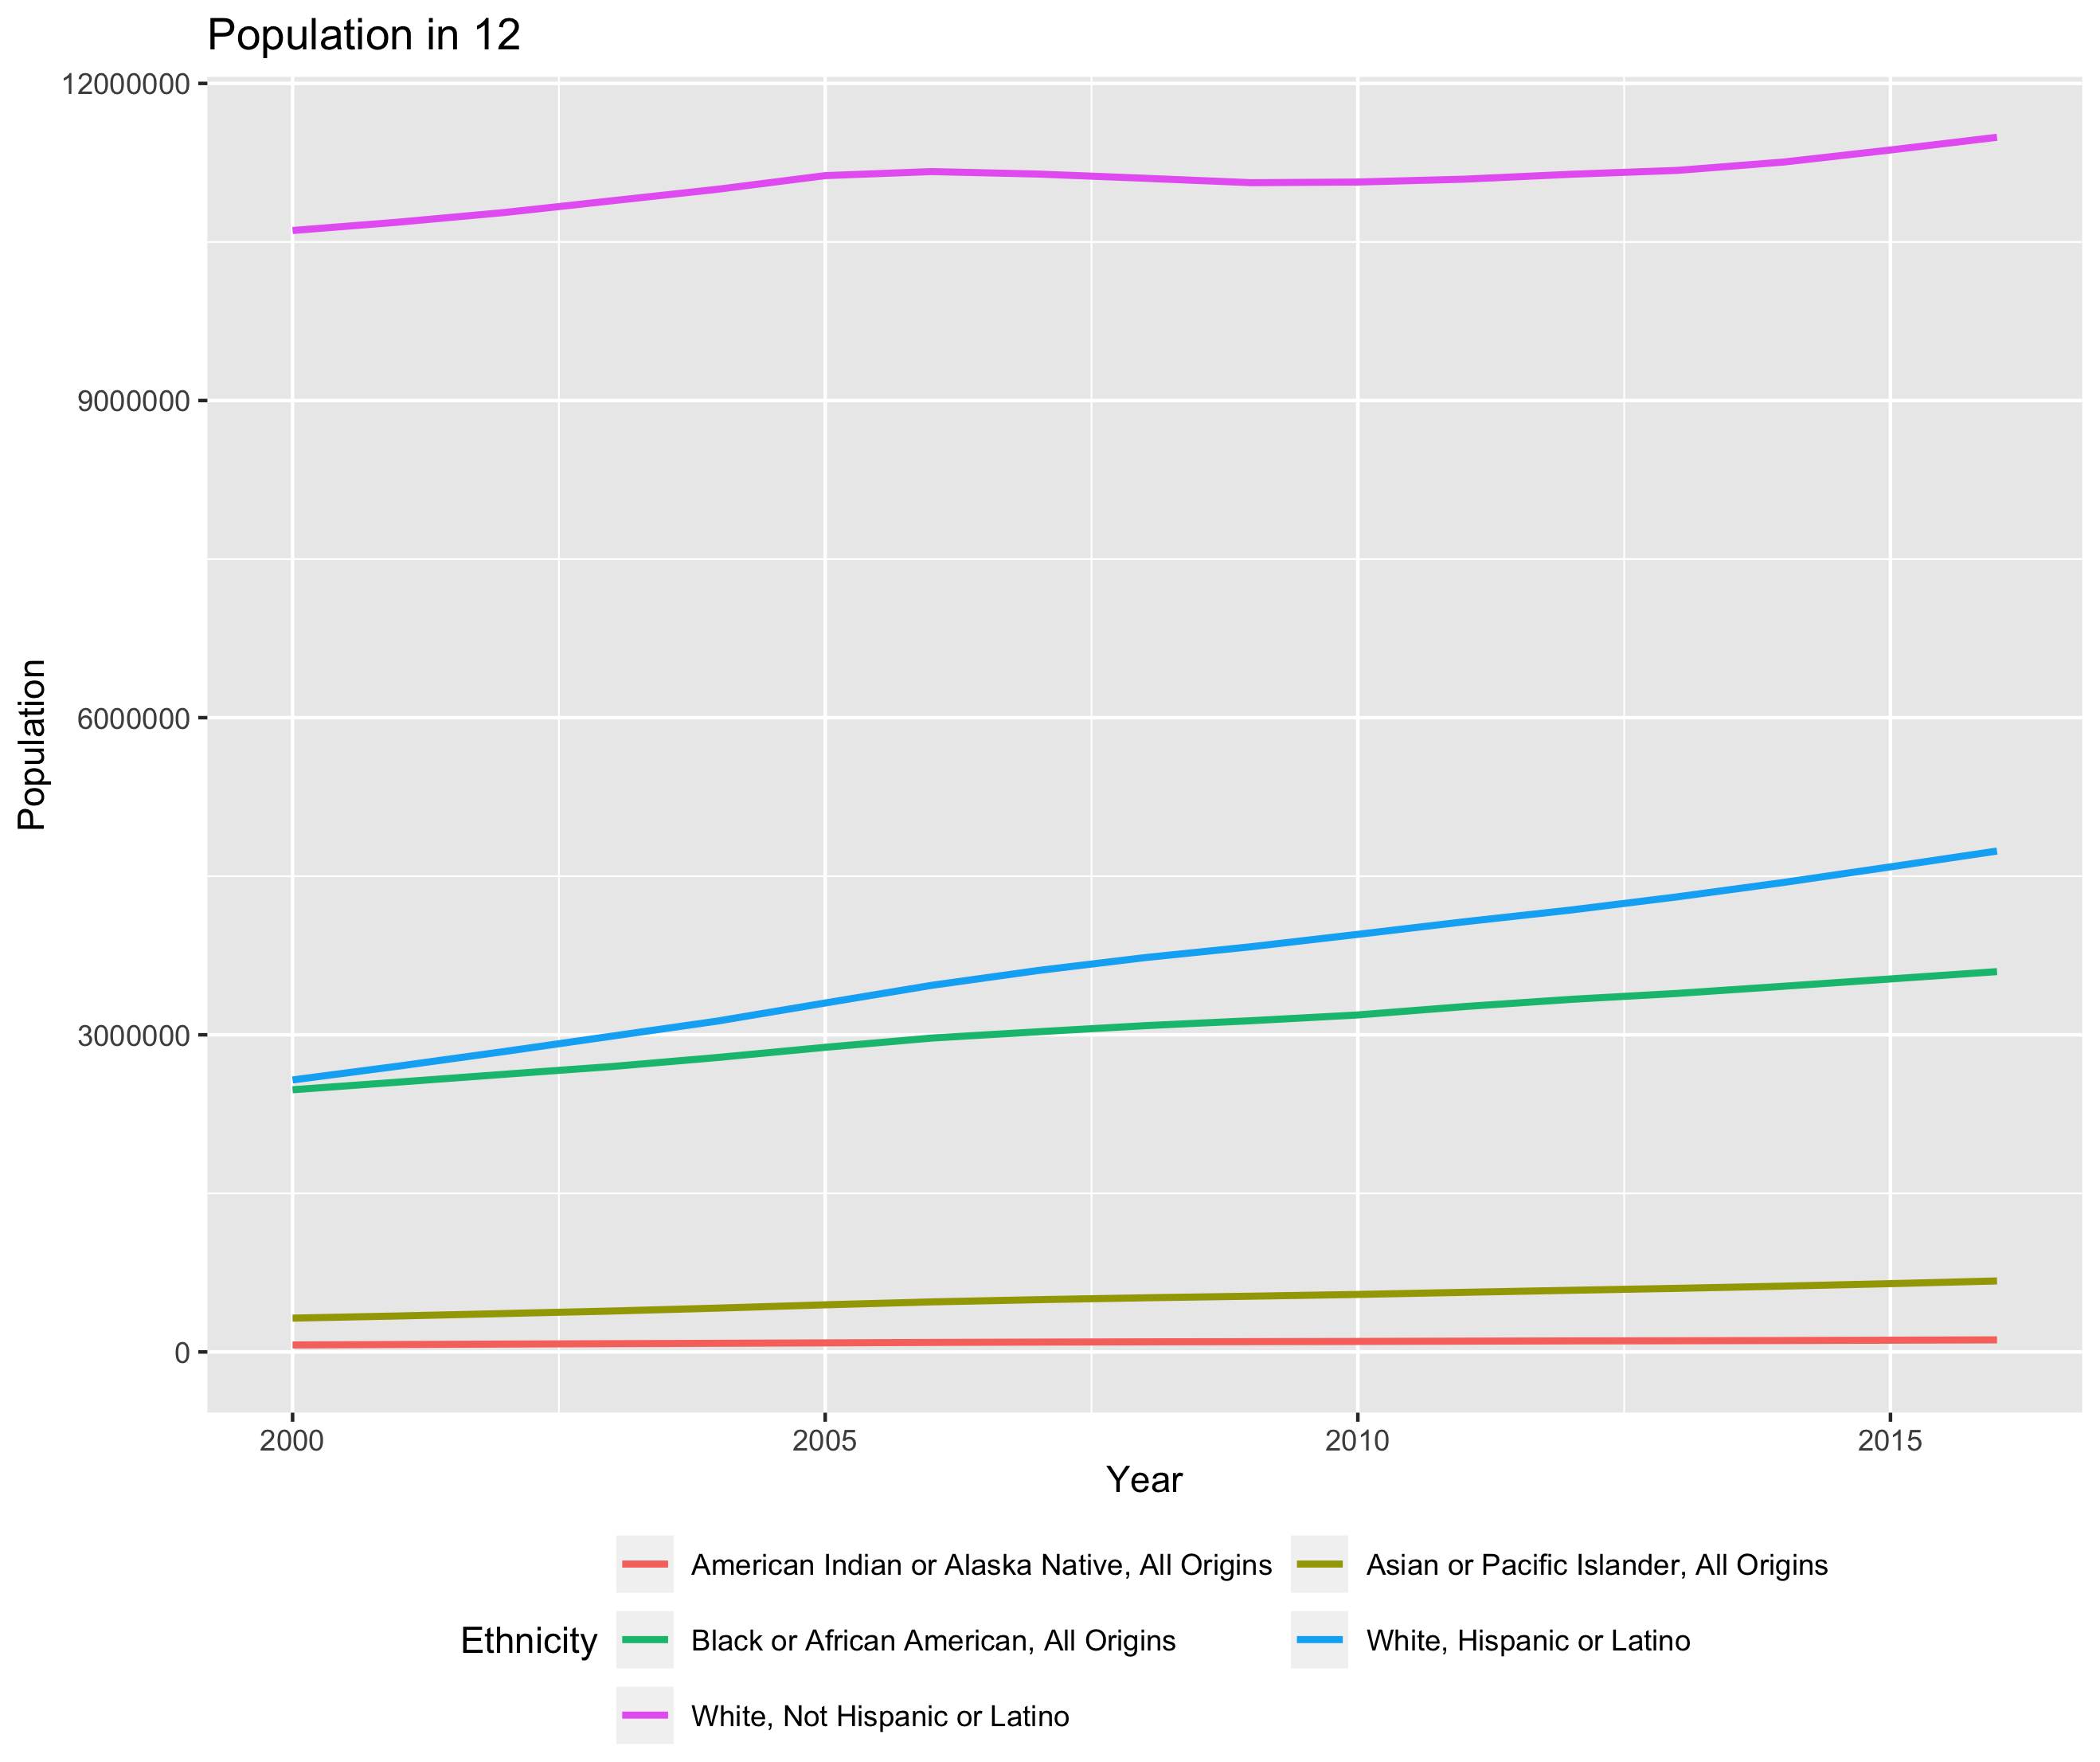 Population in 12
12000000
9000000
6000000
3000000
0
Population
2000
2005
2010
2015
Year
Ethnicity
American Indian or Alaska Native, All Origins
Asian or Pacific Islander, All Origins
Black or African American, All Origins
White, Hispanic or Latino
White, Not Hispanic or Latino